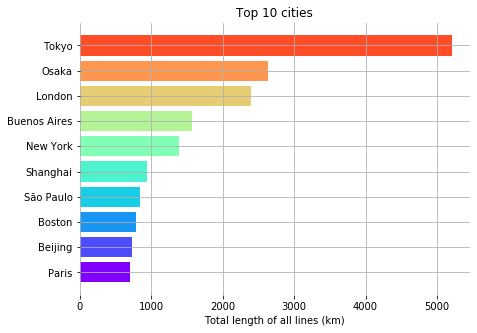 Top 10 cities
Tokyo
Osaka
London
Buenos Aires
New York
Shanghai
São Paulo
Boston
Beijing
Paris
0 1000 2000 3000 4000 5000
Total length of all lines (km)